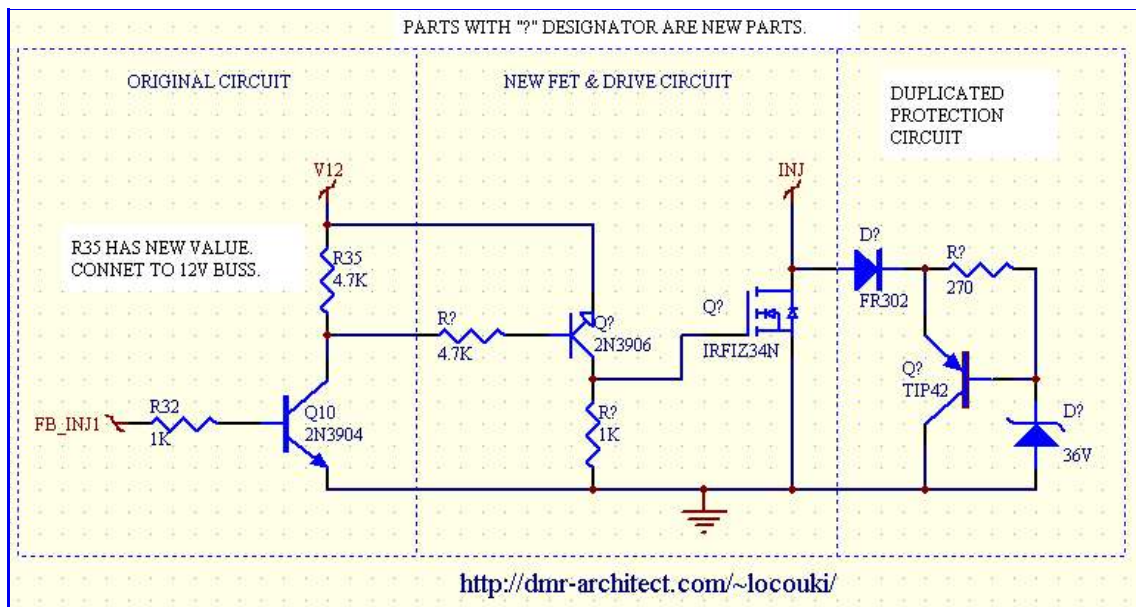 PARTS WITH "?" DESIGNATOR ARE NEW PARTS.
ORIGINAL CIRCUIT
NEW FET & DRIVE CIRCUIT
DUPLICATED
PROTECTION
CIRCUIT
V12
INJ
R35 HAS NEW VALUE.
CONNET TO 12V BUSS.
R35
4.7K
R?
4.7K
Q?
2N3906
Q?
IRFIZ34N
D?
FR302
R?
270
Q?
TIP42
D?
36V
FB_INJ1
R32
1K
Q10
2N3904
R?
1K
http://dmr-architect.com/~locouki/